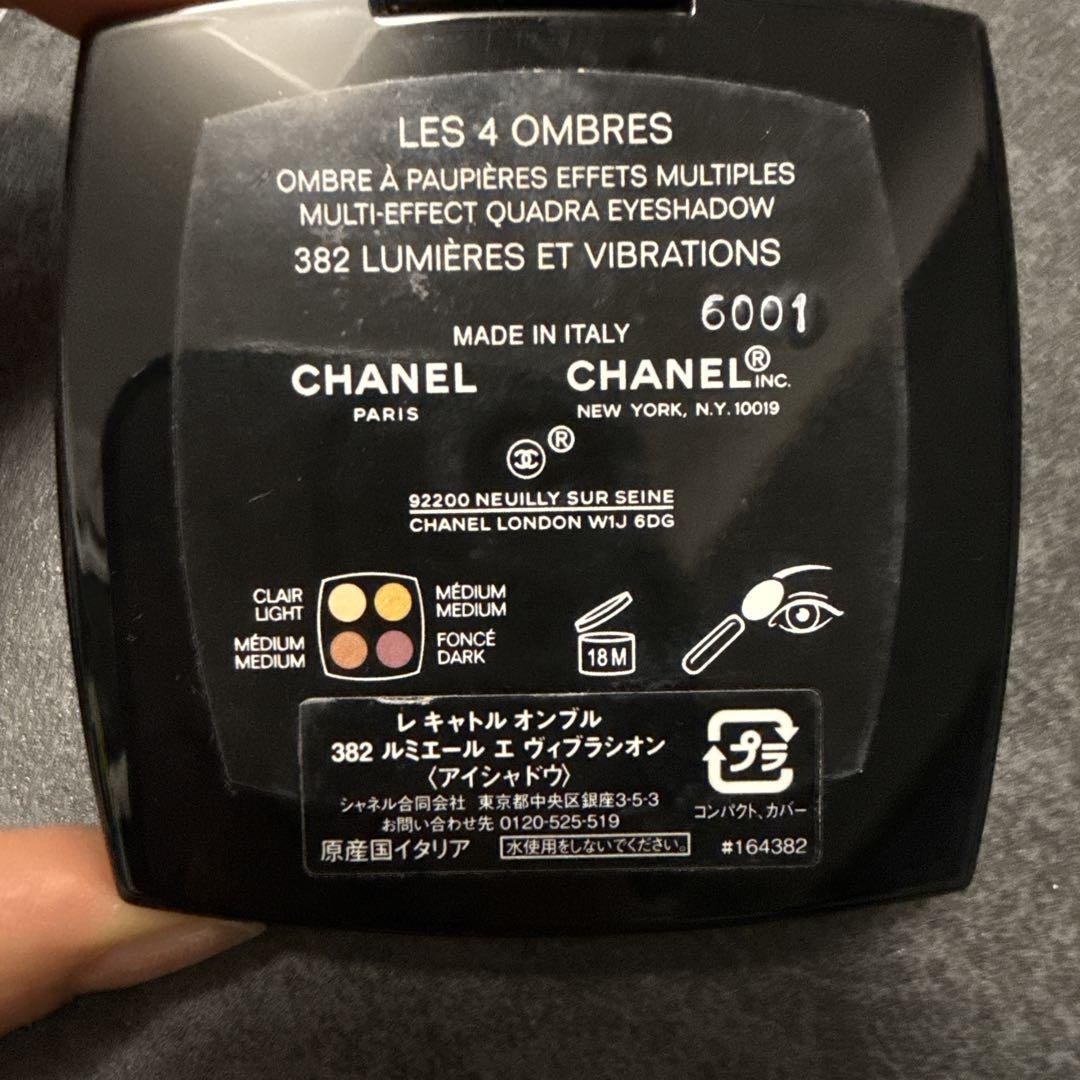 LES 4 OMBRES
OMBRE À PAUPIÈRES EFFETS MULTIPLES
MULTI-EFFECT QUADRA EYESHADOW
382 LUMIÈRES ET VIBRATIONS
6001
MADE IN ITALY
CHANEL
PARIS
CHANEL® INC.
NEW YORK, N.Y. 10019
®
92200 NEUILLY SUR SEINE
CHANEL LONDON W1J 6DG
CLAIR
LIGHT
MÉDIUM
MEDIUM
MÉDIUM
MEDIUM
FONCÉ
DARK
18 M
レ キャトル オンブル
382 ルミエール エ ヴィブラシオン
〈アイシャドウ〉
シャネル合同会社 東京都中央区銀座3-5-3
お問い合わせ先 0120-525-519
原産国イタリア
水使用をしないでください。
#164382
プラ
コンパクト、カバー